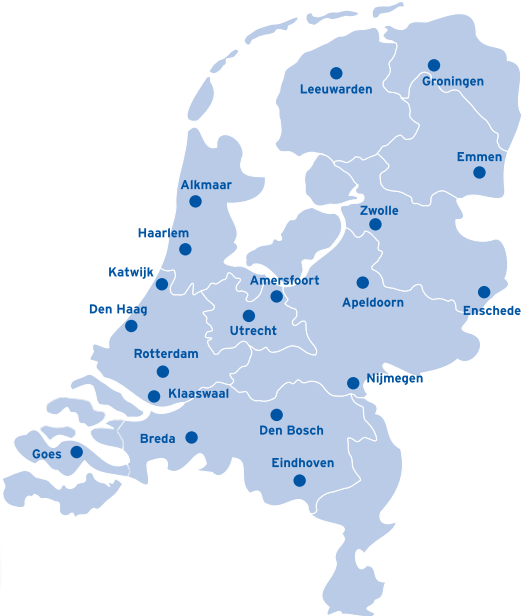 Leeuwarden
Groningen
Emmen
Alkmaar
Zwolle
Haarlem
Katwijk
Amersfoort
Apeldoorn
Den Haag
Enschede
Utrecht
Rotterdam
Nijmegen
Klaaswaal
Den Bosch
Breda
Goes
Eindhoven